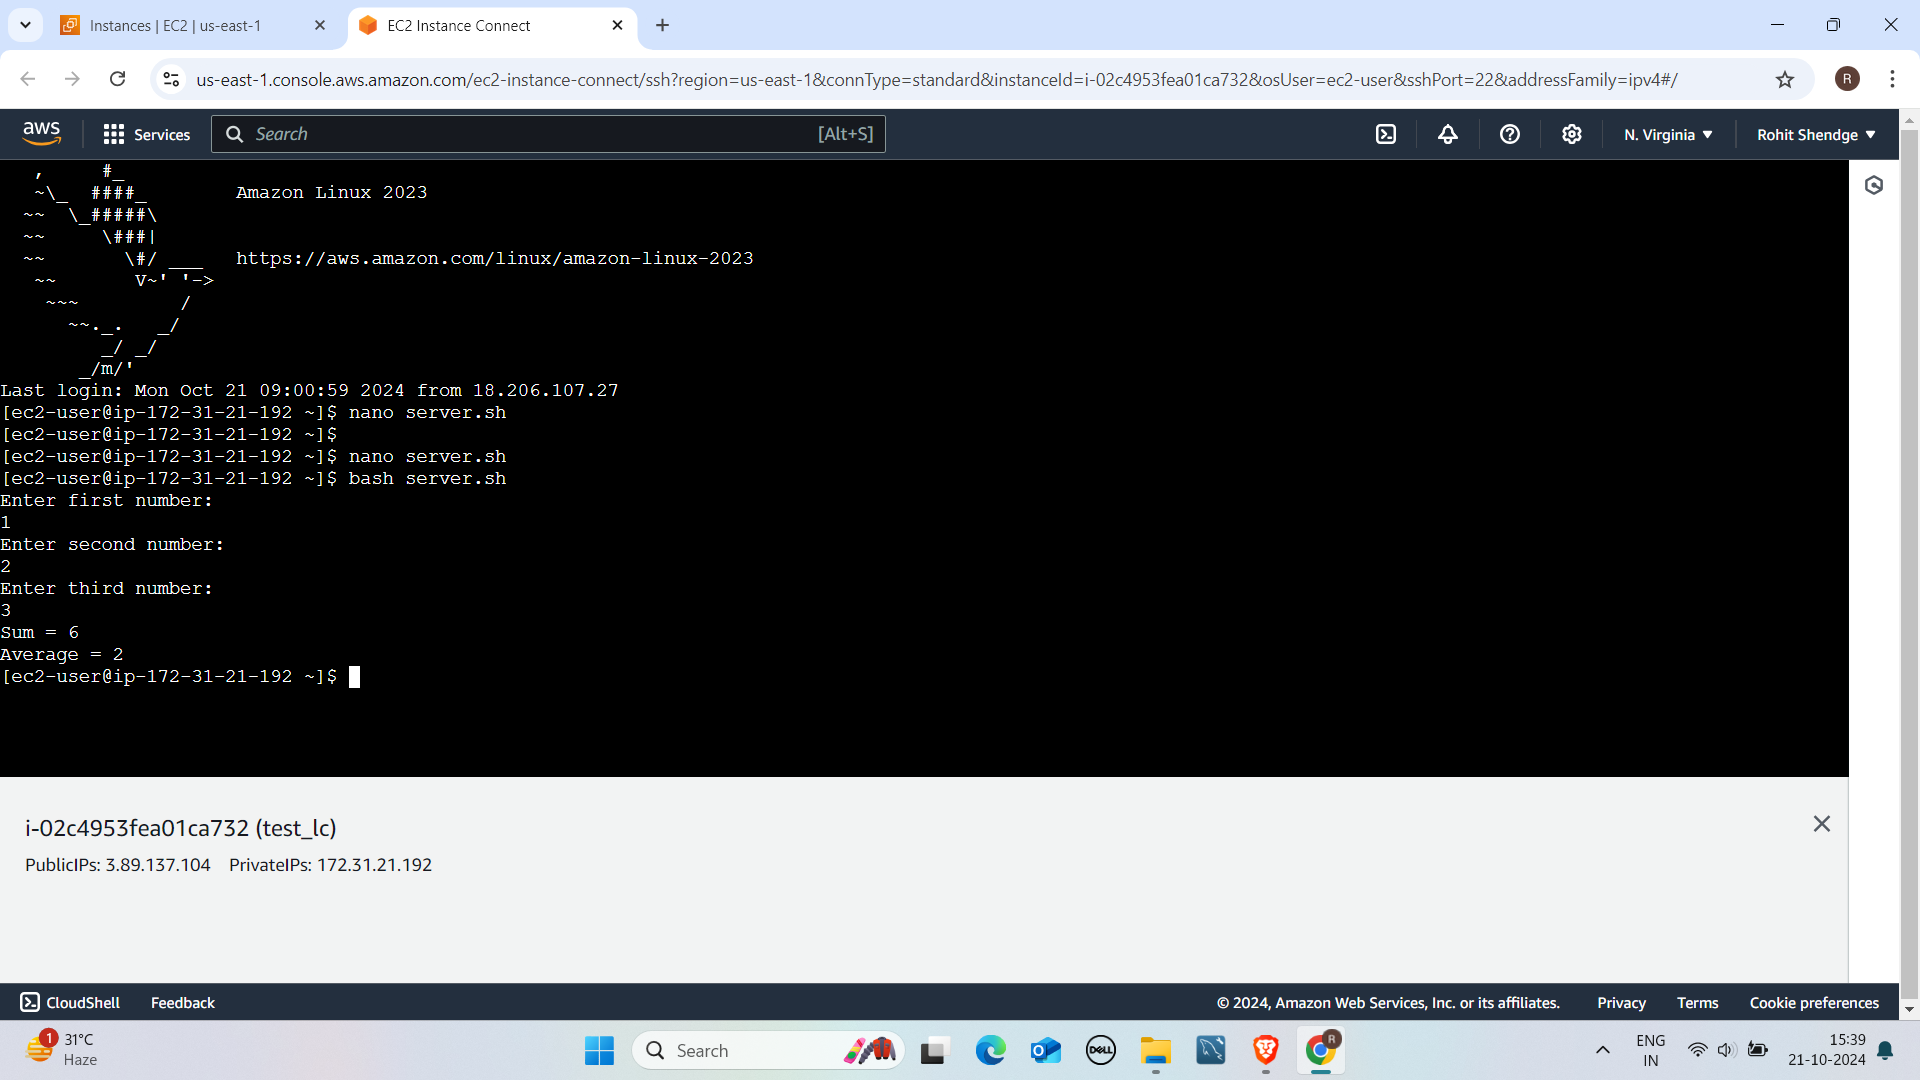 Instances | EC2 | us-east-1
EC2 Instance Connect
us-east-1.console.aws.amazon.com/ec2-instance-connect/ssh?region=us-east-1&connType=standard&instanceId=i-02c4953fea01ca732&osUser=ec2-user&sshPort=22&addressFamily=ipv4#/
R
aws
Services
Search
[Alt+S]
N. Virginia
Rohit Shendge
   ,     #_
   ~\_  ####_        Amazon Linux 2023
  ~~  \_#####\
  ~~     \###|
  ~~       \#/ ___   https://aws.amazon.com/linux/amazon-linux-2023
   ~~       V~' '->
    ~~~         /
      ~~._.   _/
         _/ _/
       _/m/'
Last login: Mon Oct 21 09:00:59 2024 from 18.206.107.27
[ec2-user@ip-172-31-21-192 ~]$ nano server.sh
[ec2-user@ip-172-31-21-192 ~]$
[ec2-user@ip-172-31-21-192 ~]$ nano server.sh
[ec2-user@ip-172-31-21-192 ~]$ bash server.sh
Enter first number:
1
Enter second number:
2
Enter third number:
3
Sum = 6
Average = 2
[ec2-user@ip-172-31-21-192 ~]$
i-02c4953fea01ca732 (test_lc)
PublicIPs: 3.89.137.104 PrivateIPs: 172.31.21.192
CloudShell
Feedback
© 2024, Amazon Web Services, Inc. or its affiliates.
Privacy
Terms
Cookie preferences
1
31°C
Haze
Search
DELL
R
ENG
IN
15:39
21-10-2024